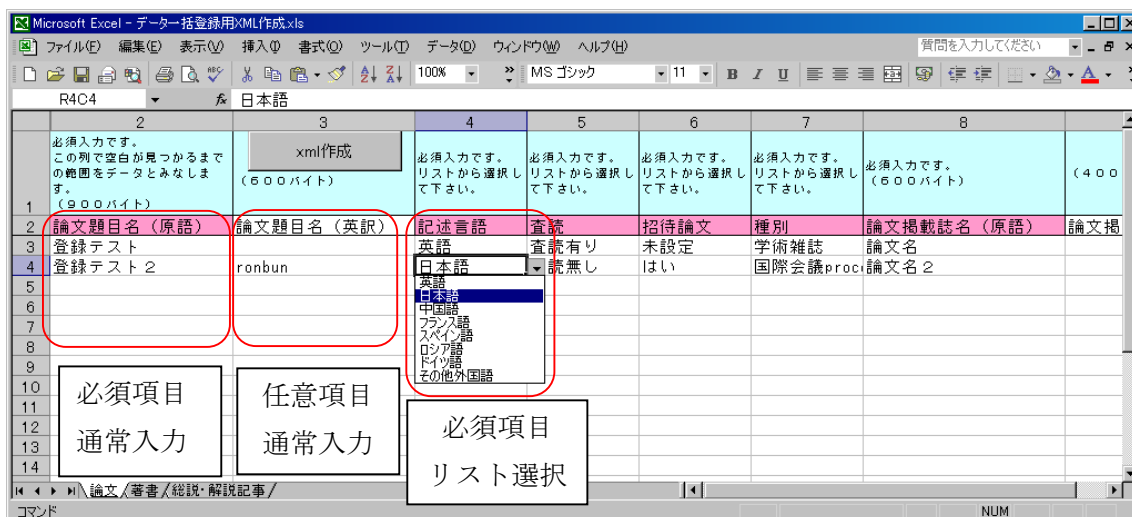 Microsoft Excel - データ一括登録用XML作成.xls
ファイル(F) 編集(E) 表示(V) 挿入(I) 書式(O) ツール(T) データ(D) ウィンドウ(W) ヘルプ(H) 質問を入力してください
100% MS ゴシック 11 B I U
R4C4 fx 日本語
2 3 4 5 6 7 8
必須入力です。
この列で空白が見つかるまで
の範囲をデータとみなしま
す。
(900バイト)
xml作成
(600バイト)
必須入力です。
リストから選択し
て下さい。
必須入力です。
リストから選択し
て下さい。
必須入力です。
リストから選択し
て下さい。
必須入力です。
リストから選択し
て下さい。
必須入力です。
(600バイト)
(400
1
2 論文題目名(原語) 論文題目名(英訳) 記述言語 査読 招待論文 種別 論文掲載誌名(原語) 論文掲
3 登録テスト 英語 査読有り 未設定 学術雑誌 論文名
4 登録テスト2 ronbun 日本語 読無し はい 国際会議proc 論文名2
5
6
7
8
9
10
11
12
13
14
英語
日本語
中国語
フランス語
スペイン語
ロシア語
ドイツ語
その他外国語
必須項目
通常入力
任意項目
通常入力
必須項目
リスト選択
論文 著書 総説・解説記事
コマンド NUM